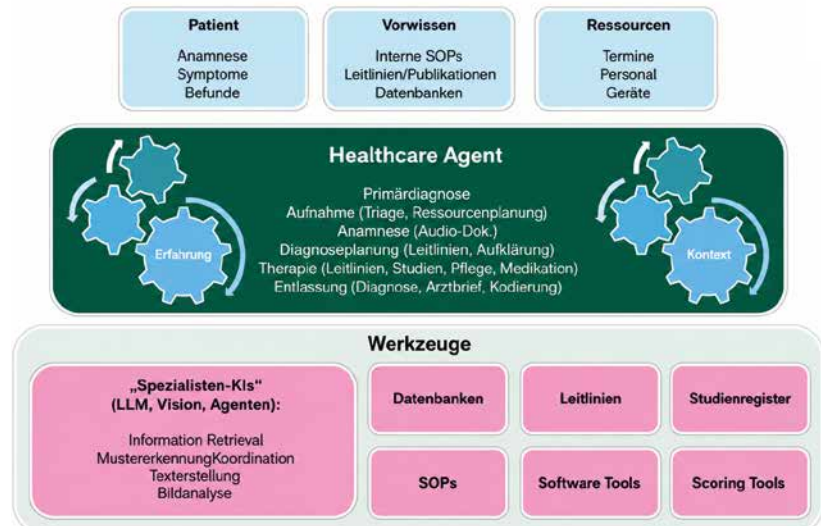 Patient
Anamnese
Symptome
Befunde
Vorwissen
Interne SOPs
Leitlinien/Publikationen
Datenbanken
Ressourcen
Termine
Personal
Geräte
Healthcare Agent
Primärdiagnose
Aufnahme (Triage, Ressourcenplanung)
Anamnese (Audio-Dok.)
Diagnoseplanung (Leitlinien, Aufklärung)
Therapie (Leitlinien, Studien, Pflege, Medikation)
Entlassung (Diagnose, Arztbrief, Kodierung)
Erfahrung
Kontext
Werkzeuge
„Spezialisten-KIs“
(LLM, Vision, Agenten):
Information Retrieval
MustererkennungKoordination
Texterstellung
Bildanalyse
Datenbanken
Leitlinien
Studienregister
SOPs
Software Tools
Scoring Tools